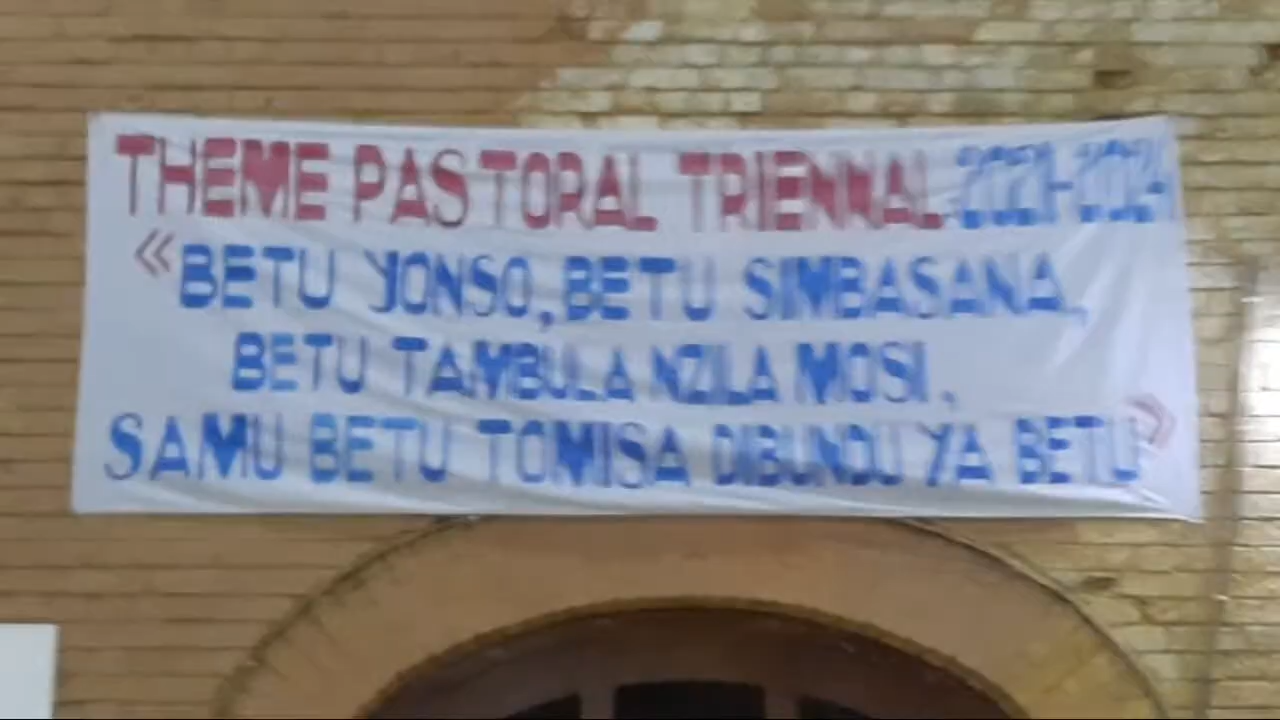 THEME PASTORAL TRIENNAL 2021-2024
«BETU YONSO, BETU SIMBASANA,
BETU TAMBULA NZILA MOSI,
SAMU BETU TOMISA DIBUNDU YA BETU»